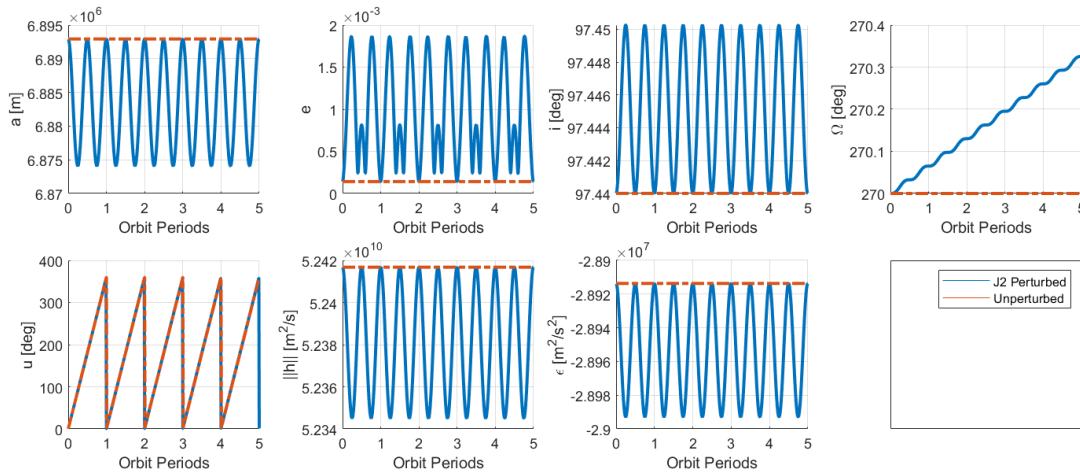 ×10^6
6.895
6.89
6.885
6.88
6.875
6.87
a [m]
0 1 2 3 4 5
Orbit Periods
×10^-3
2
1.5
1
0.5
0
e
0 1 2 3 4 5
Orbit Periods
97.45
97.448
97.446
97.444
97.442
97.44
i [deg]
0 1 2 3 4 5
Orbit Periods
270.4
270.3
270.2
270.1
270
Ω [deg]
0 1 2 3 4 5
Orbit Periods
400
300
200
100
0
u [deg]
0 1 2 3 4 5
Orbit Periods
×10^10
5.242
5.24
5.238
5.236
5.234
||h|| [m^2/s]
0 1 2 3 4 5
Orbit Periods
×10^7
-2.89
-2.892
-2.894
-2.896
-2.898
-2.9
ϵ [m^2/s^2]
0 1 2 3 4 5
Orbit Periods
J2 Perturbed
Unperturbed